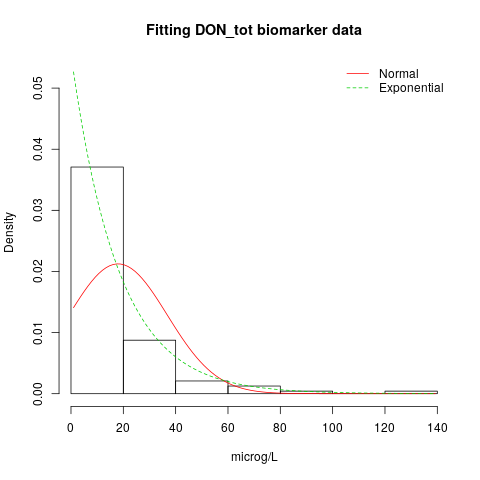 Fitting DON_tot biomarker data
Normal
Exponential
0.05
0.04
0.03
0.02
0.01
0.00
Density
0 20 40 60 80 100 120 140
microg/L